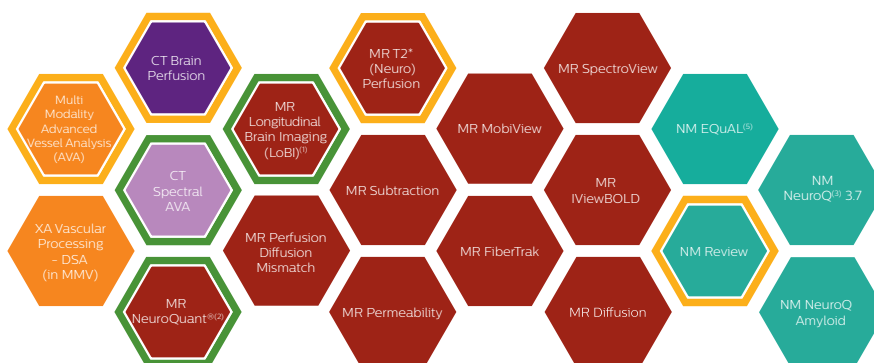 Multi
Modality
Advanced
Vessel Analysis
(AVA)
XA Vascular
Processing
– DSA
(in MMV)
CT Brain
Perfusion
CT
Spectral
AVA
MR
NeuroQuant®(2)
MR
Longitudinal
Brain Imaging
(LoBI)(1)
MR Perfusion
Diffusion
Mismatch
MR T2*
(Neuro)
Perfusion
MR Subtraction
MR Permeability
MR MobiView
MR FiberTrak
MR SpectroView
MR
IViewBOLD
MR Diffusion
NM EQuAL(5)
NM Review
NM
NeuroQ(3) 3.7
NM NeuroQ
Amyloid